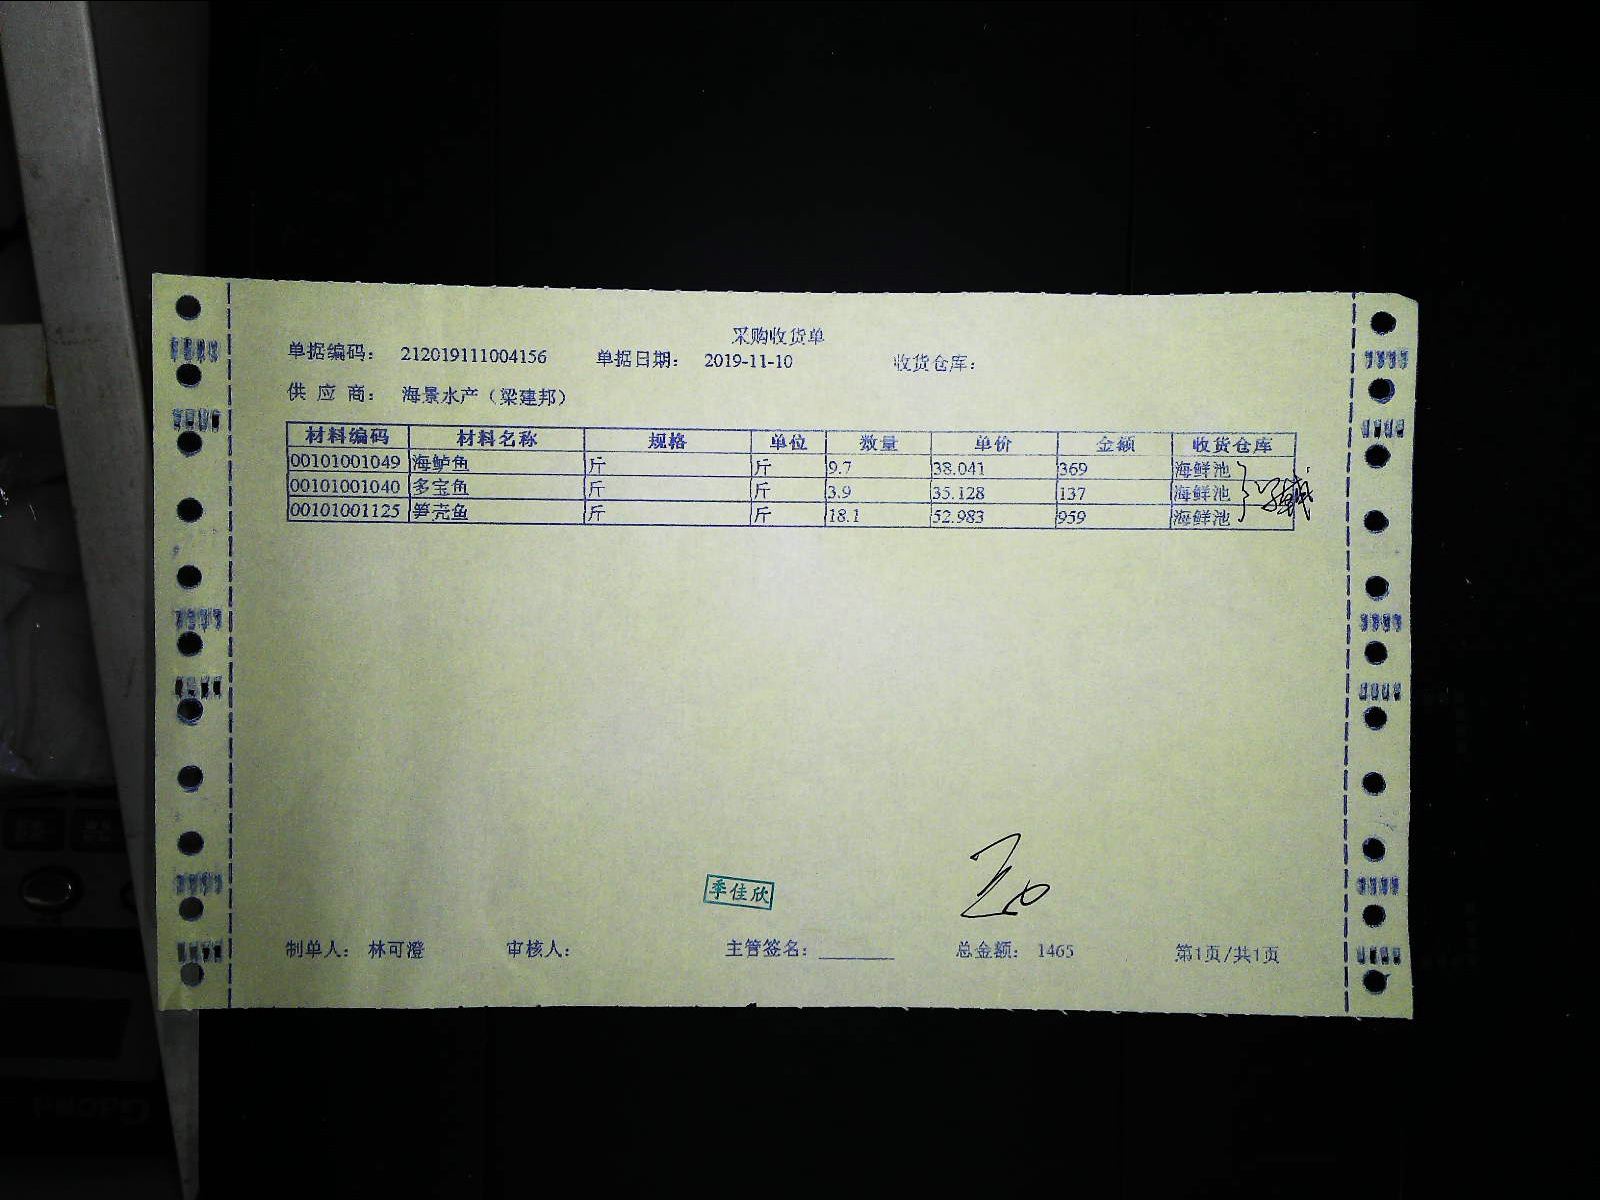 采购收货单
单据编码： 212019111004156 单据日期： 2019-11-10 收货仓库：
供 应 商： 海景水产（梁建邦）
材料编码 材料名称 规格 单位 数量 单价 金额 收货仓库
00101001049 海鲈鱼 斤 斤 9.7 38.041 369 海鲜池
00101001040 多宝鱼 斤 斤 3.9 35.128 137 海鲜池
00101001125 笋壳鱼 斤 斤 18.1 52.983 959 海鲜池
季佳欣
制单人： 林可澄 审核人： 主管签名： 总金额： 1465 第1页/共1页